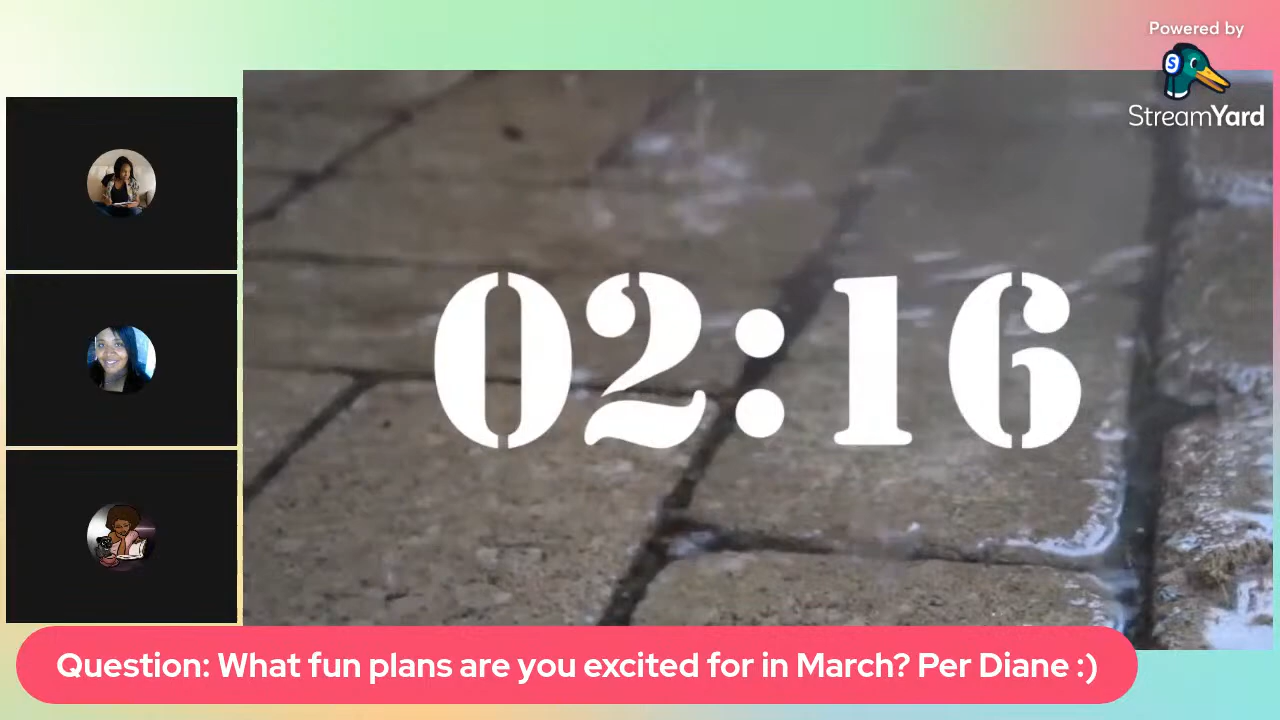 Powered by
StreamYard
02:16
Question: What fun plans are you excited for in March? Per Diane :)